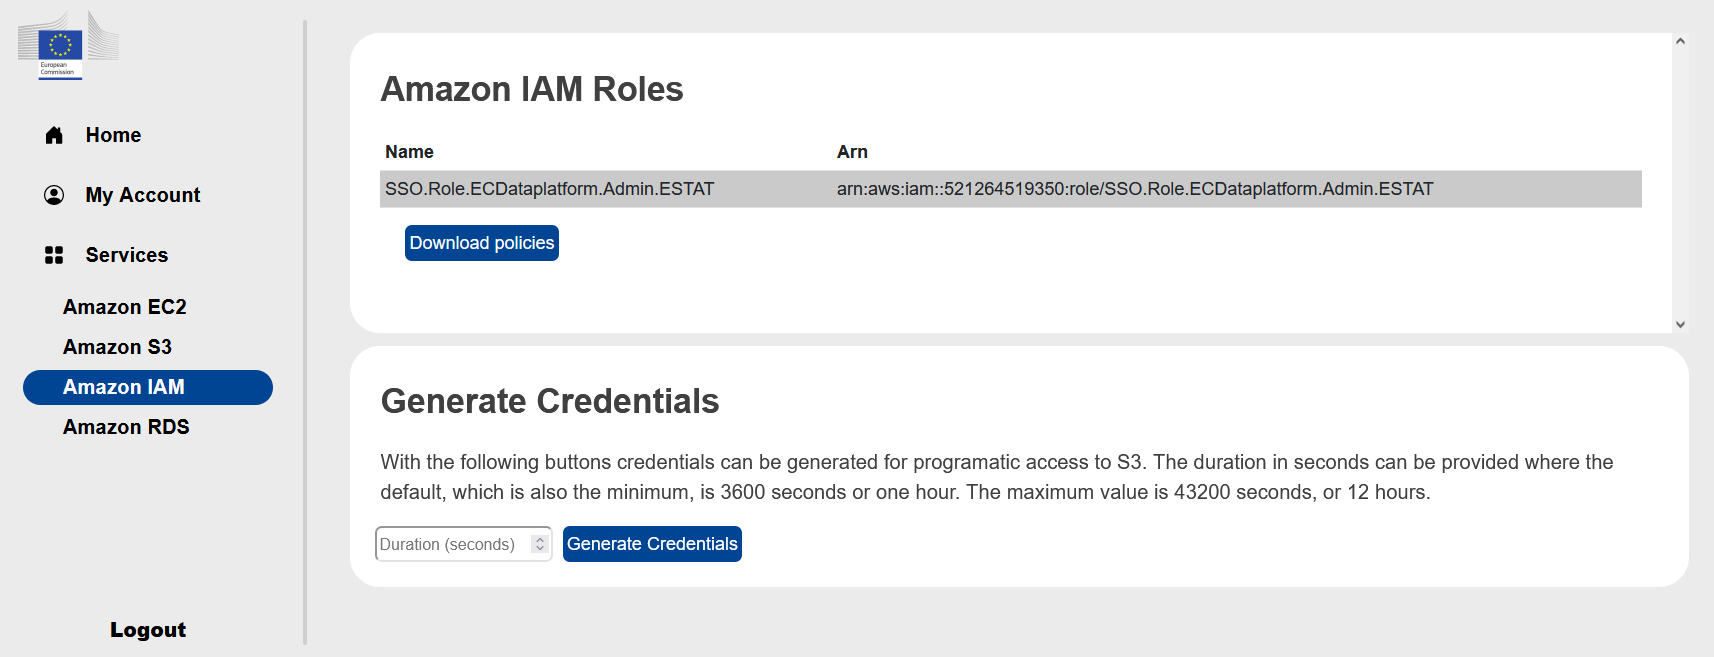 European
Commission
Home
My Account
Services
Amazon EC2
Amazon S3
Amazon IAM
Amazon RDS
Logout
Amazon IAM Roles
Name Arn
SSO.Role.ECDataplatform.Admin.ESTAT arn:aws:iam::521264519350:role/SSO.Role.ECDataplatform.Admin.ESTAT
Download policies
Generate Credentials
With the following buttons credentials can be generated for programatic access to S3. The duration in seconds can be provided where the
default, which is also the minimum, is 3600 seconds or one hour. The maximum value is 43200 seconds, or 12 hours.
Duration (seconds) Generate Credentials